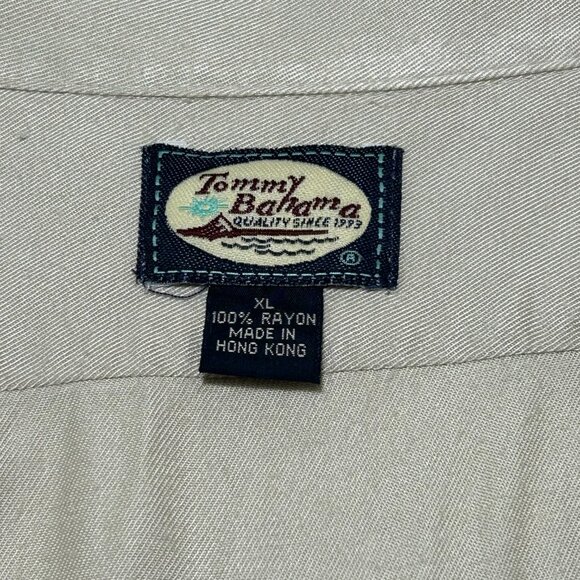 Tommy
Bahama
QUALITY SINCE 1993
®
XL
100% RAYON
MADE IN
HONG KONG